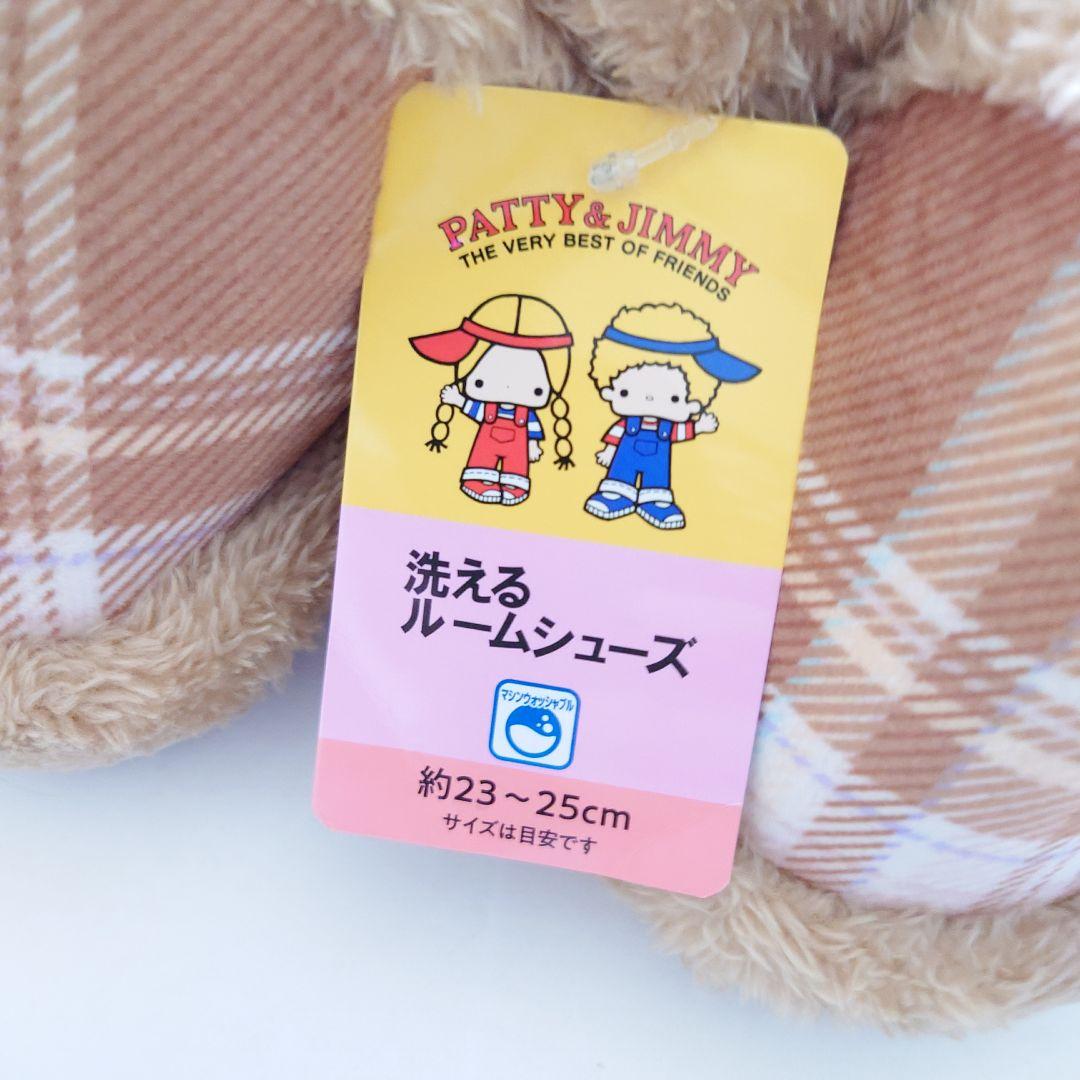 PATTY & JIMMY
THE VERY BEST OF FRIENDS
洗える
ルームシューズ
マシンウォッシャブル
約23～25cm
サイズは目安です